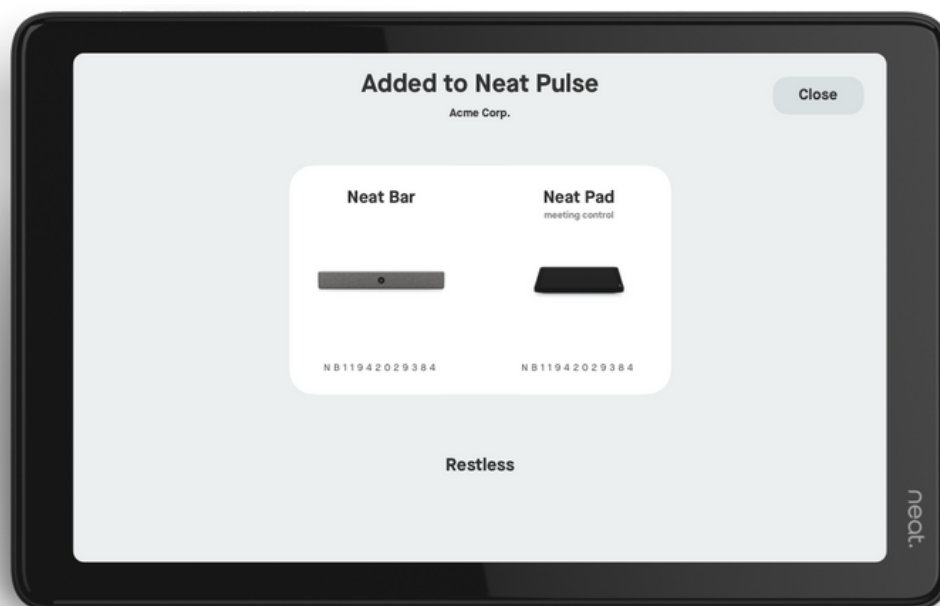 Added to Neat Pulse
Close
Acme Corp.
Neat Bar
Neat Pad
meeting control
NB11942029384
NB11942029384
Restless
neat.